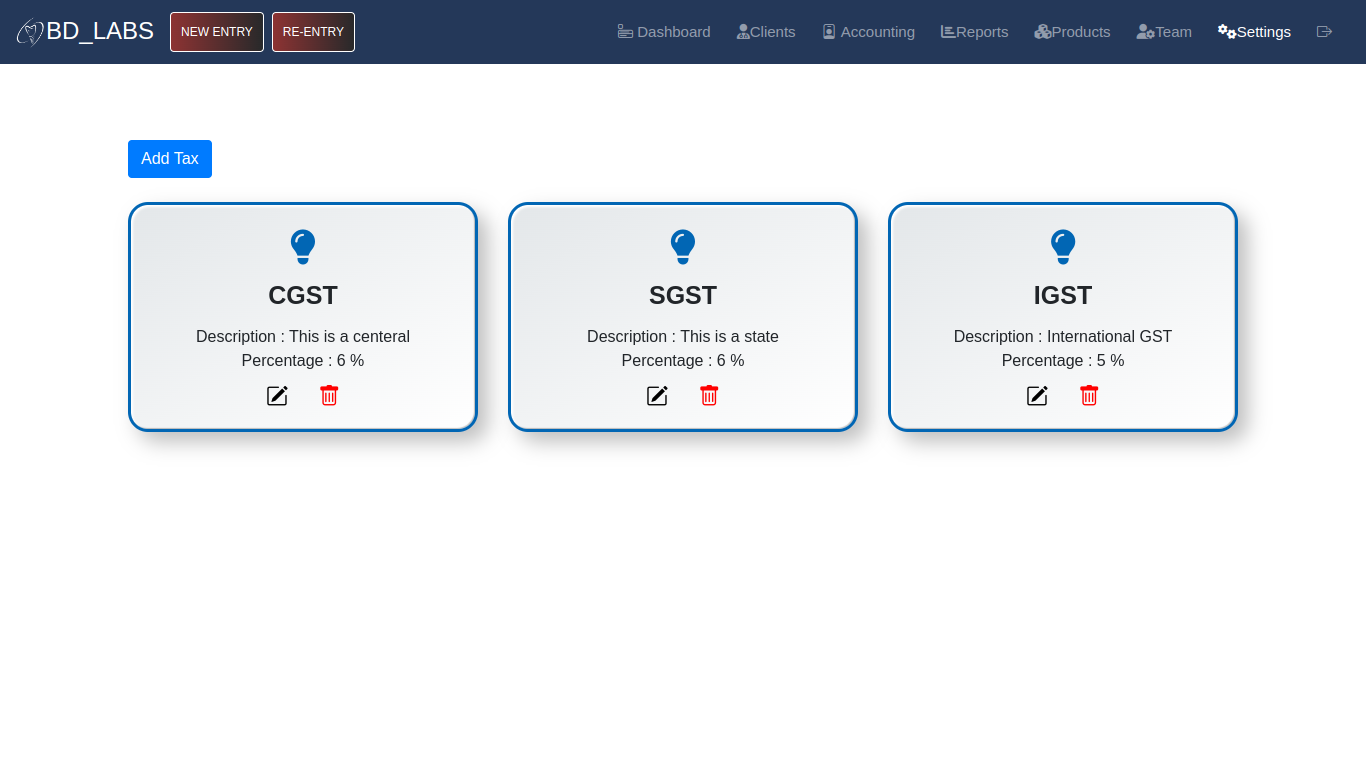 BD_LABS NEW ENTRY RE-ENTRY Dashboard Clients Accounting Reports Products Team Settings
Add Tax
CGST
Description : This is a centeral
Percentage : 6 %
SGST
Description : This is a state
Percentage : 6 %
IGST
Description : International GST
Percentage : 5 %